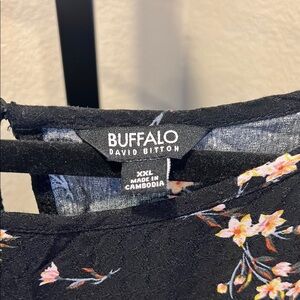 BUFFALO
DAVID BITTON
XXL
MADE IN
CAMBODIA